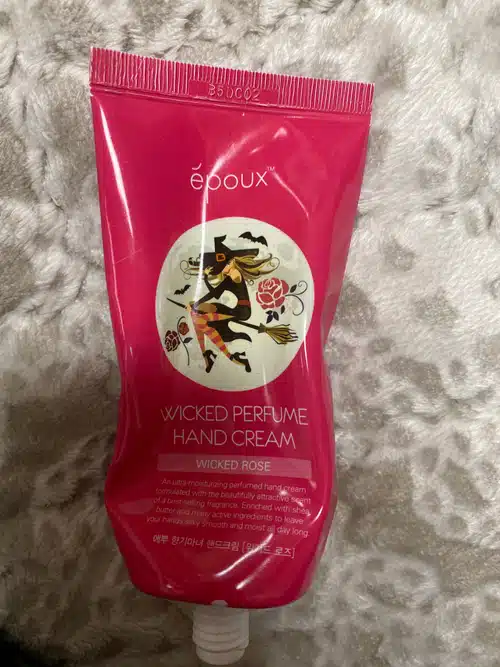 B5DC02
époux™
WICKED PERFUME
HAND CREAM
WICKED ROSE
An ultra moisturizing perfumed hand cream
formulated with the beautifully attractive scent
of a best-selling fragrance. Enriched with shea
butter and many active ingredients to leave
your hands silky smooth and moist all day long.
에뿌 향기마녀 핸드크림 [위키드 로즈]